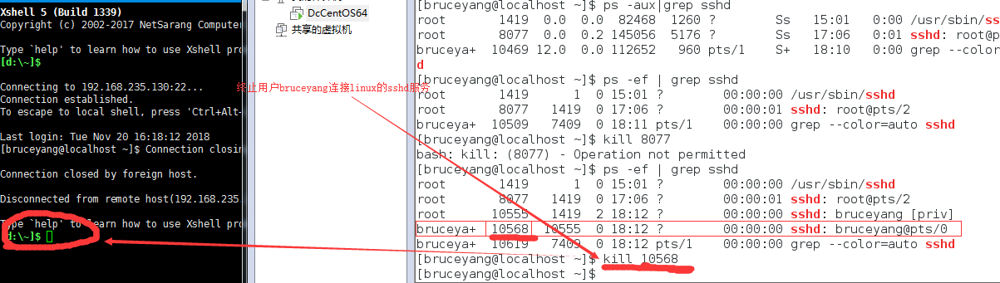 Xshell 5 (Build 1339)
Copyright (c) 2002-2017 NetSarang Computer
Type `help' to learn how to use Xshell pro
[d:\~]$
Connecting to 192.168.235.130:22...
Connection established.
To escape to local shell, press 'Ctrl+Alt+
Last login: Tue Nov 20 16:18:12 2018
[bruceyang@localhost ~]$ Connection closin
Connection closed by foreign host.
Disconnected from remote host(192.168.235.
Type `help' to learn how to use Xshell pro
[d:\~]$
DcCentOS64
共享的虚拟机
终止用户bruceyang连接linux的sshd服务
[bruceyang@localhost ~]$ ps -aux|grep sshd
root 1419 0.0 0.0 82468 1260 ? Ss 15:01 0:00 /usr/sbin/ss
root 8077 0.0 0.2 145056 5176 ? Ss 17:06 0:01 sshd: root@p
bruceya+ 10469 12.0 0.0 112652 960 pts/1 S+ 18:10 0:00 grep --color=
d
[bruceyang@localhost ~]$ ps -ef | grep sshd
root 1419 1 0 15:01 ? 00:00:00 /usr/sbin/sshd
root 8077 1419 0 17:06 ? 00:00:01 sshd: root@pts/2
bruceya+ 10509 7409 0 18:11 pts/1 00:00:00 grep --color=auto sshd
[bruceyang@localhost ~]$ kill 8077
bash: kill: (8077) - Operation not permitted
[bruceyang@localhost ~]$ ps -ef | grep sshd
root 1419 1 0 15:01 ? 00:00:00 /usr/sbin/sshd
root 8077 1419 0 17:06 ? 00:00:01 sshd: root@pts/2
root 10555 1419 2 18:12 ? 00:00:00 sshd: bruceyang [priv]
bruceya+ 10568 10555 0 18:12 ? 00:00:00 sshd: bruceyang@pts/0
bruceya+ 10619 7409 0 18:12 pts/1 00:00:00 grep --color=auto sshd
[bruceyang@localhost ~]$ kill 10568
[bruceyang@localhost ~]$